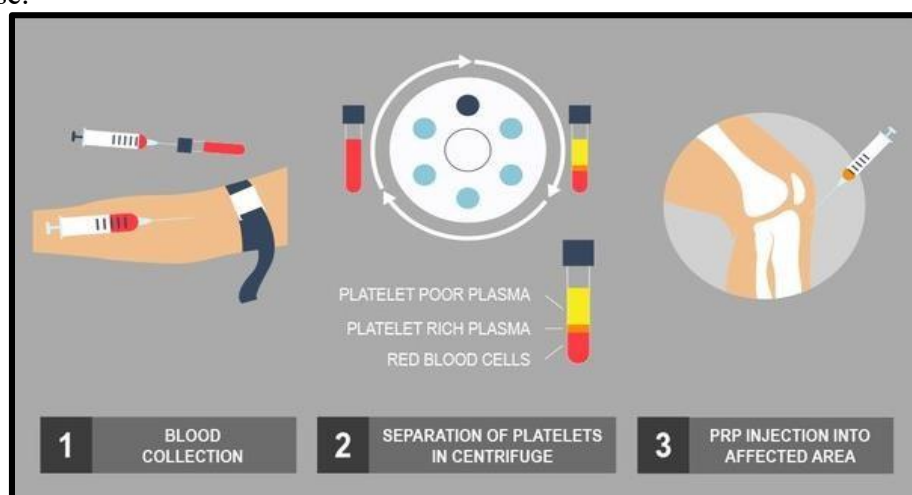 se.
PLATELET POOR PLASMA
PLATELET RICH PLASMA
RED BLOOD CELLS
1 BLOOD
COLLECTION
2 SEPARATION OF PLATELETS
IN CENTRIFUGE
3 PRP INJECTION INTO
AFFECTED AREA